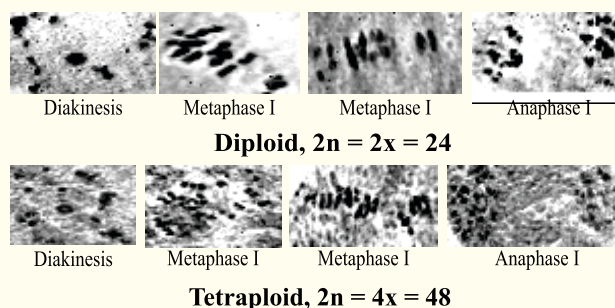 Diakinesis Metaphase I Metaphase I Anaphase I
Diploid, 2n = 2x = 24
Diakinesis Metaphase I Metaphase I Anaphase I
Tetraploid, 2n = 4x = 48